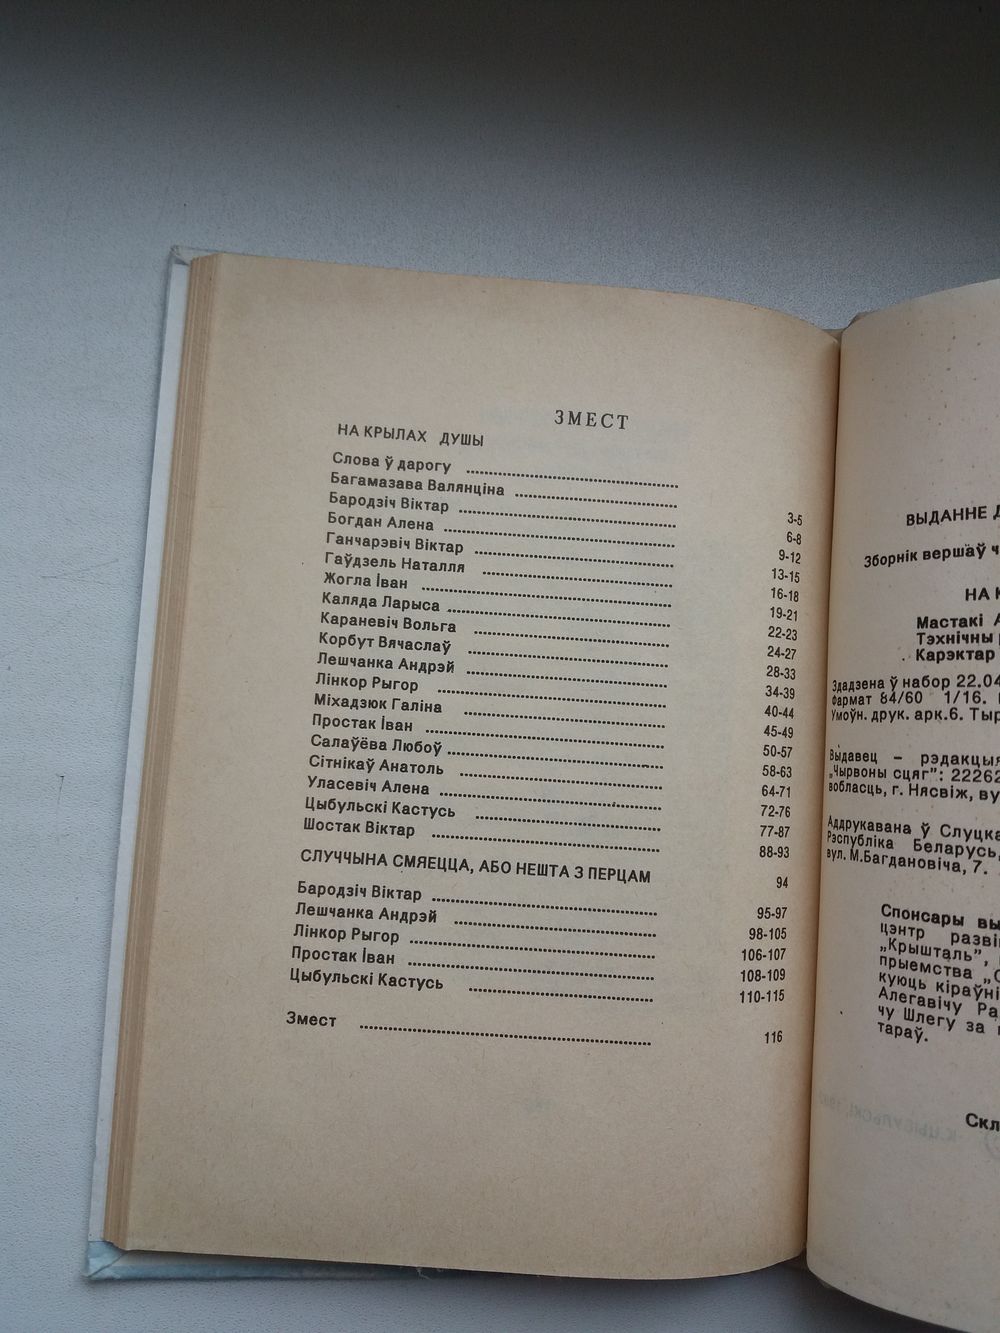 ЗМЕСТ
НА КРЫЛАХ ДУШЫ
Слова ў дарогу
Багамазава Валянціна 3-5
Бародзіч Віктар 6-8
Богдан Алена 9-12
Ганчарэвіч Віктар 13-15
Гаўдзель Наталля 16-18
Жогла Іван 19-21
Каляда Ларыса 22-23
Караневіч Вольга 24-27
Корбут Вячаслаў 28-33
Лешчанка Андрэй 34-39
Лінкор Рыгор 40-44
Міхадзюк Галіна 45-49
Простак Іван 50-57
Салаўёва Любоў 58-63
Сітнікаў Анатоль 64-71
Уласевіч Алена 72-76
Цыбульскі Кастусь 77-87
Шостак Віктар 88-93
СЛУЧЧЫНА СМЯЕЦЦА, АБО НЕШТА З ПЕРЦАМ 94
Бародзіч Віктар 95-97
Лешчанка Андрэй 98-105
Лінкор Рыгор 106-107
Простак Іван 108-109
Цыбульскі Кастусь 110-115
Змест 116
ВЫДАННЕ
Зборнік вершаў
НА
Мастакі
Тэхнічны
Карэктар
Здадзена ў набор 22.04
Фармат 84/60 1/16.
Умоўн. друк. арк.6.
Выдавец – рэдакцыя
„Чырвоны сцяг": 22262
вобласць, г. Нясвіж, ву
Аддрукавана ў Слуцка
Рэспубліка Беларусь,
вул. М.Багдановіча, 7.
Спонсары
цэнтр разві
„Крышталь",
прыемства
куюць кіраўні
Алегавічу Ра
чу Шлегу за
тараў.
Скл